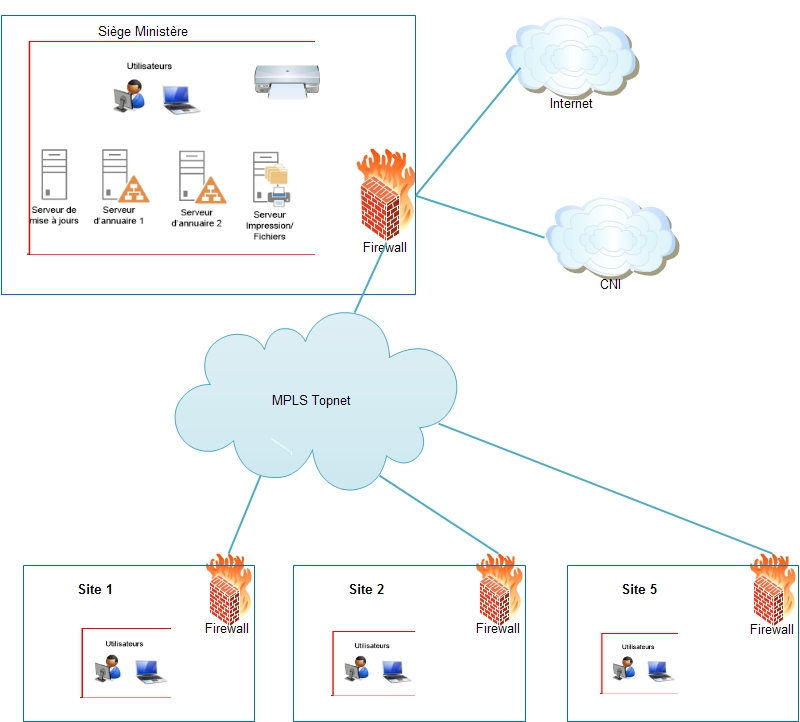 Siège Ministère
Utilisateurs
Internet
Serveur de
mise à jours
Serveur
d'annuaire 1
Serveur
d'annuaire 2
Serveur
Impression/
Fichiers
Firewall
CNI
MPLS Topnet
Site 1
Firewall
Utilisateurs
Site 2
Firewall
Utilisateurs
Site 5
Firewall
Utilisateurs